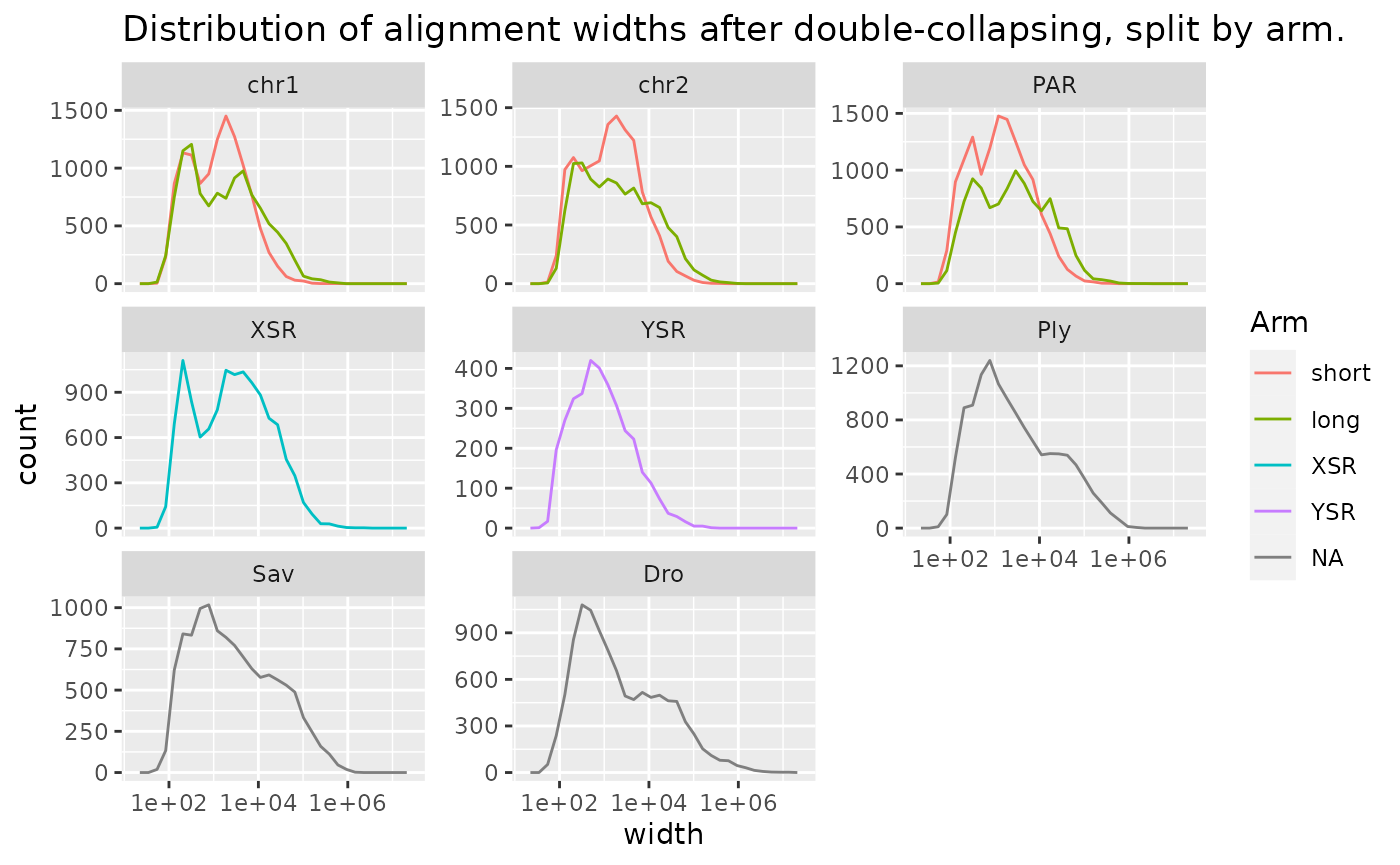 Distribution of alignment widths after double-collapsing, split by arm.
chr1
chr2
PAR
1500
1000
500
0
1500
1000
500
0
1500
1000
500
0
XSR
YSR
Ply
900
600
300
0
400
300
200
100
0
1200
800
400
0
1e+02 1e+04 1e+06
Sav
Dro
1000
750
500
250
0
900
600
300
0
1e+02 1e+04 1e+06
1e+02 1e+04 1e+06
width
count
Arm
short
long
XSR
YSR
NA